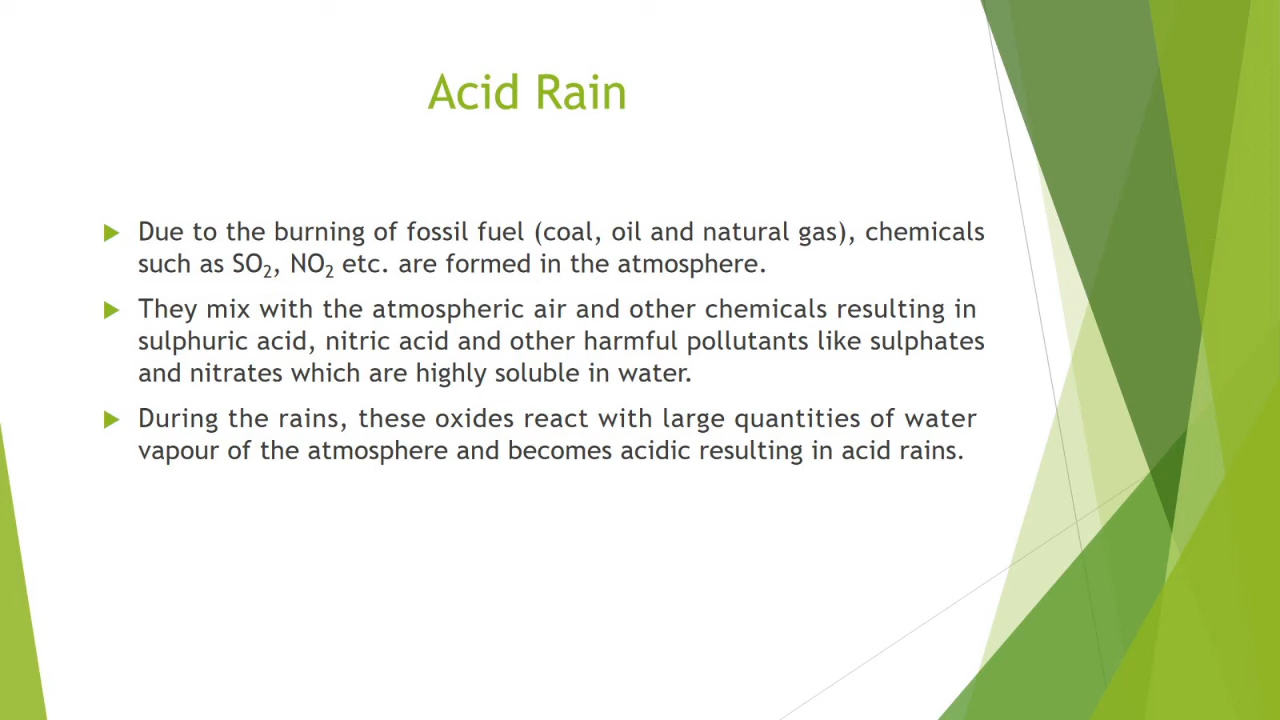 Acid Rain
Due to the burning of fossil fuel (coal, oil and natural gas), chemicals
such as SO₂, NO₂ etc. are formed in the atmosphere.
They mix with the atmospheric air and other chemicals resulting in
sulphuric acid, nitric acid and other harmful pollutants like sulphates
and nitrates which are highly soluble in water.
During the rains, these oxides react with large quantities of water
vapour of the atmosphere and becomes acidic resulting in acid rains.